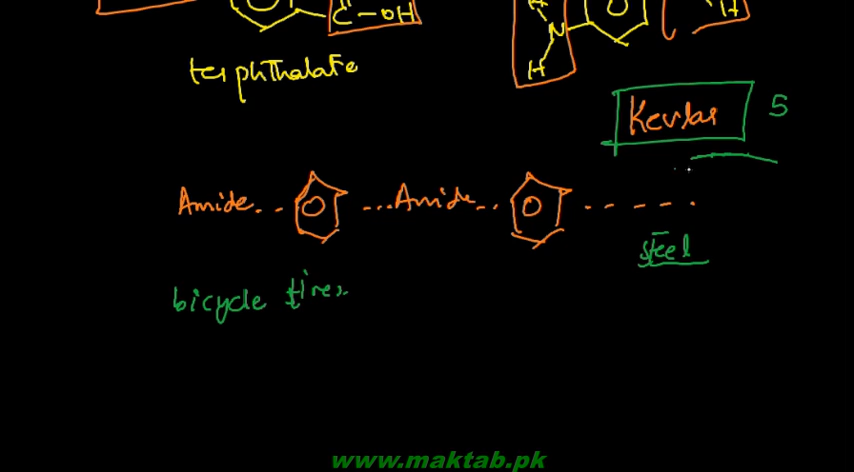 C-OH
H
N
H
H
terphthalate
Kevlar 5
Amide.. ...Amide.. -----.
steel
bicycle tires
www.maktab.pk